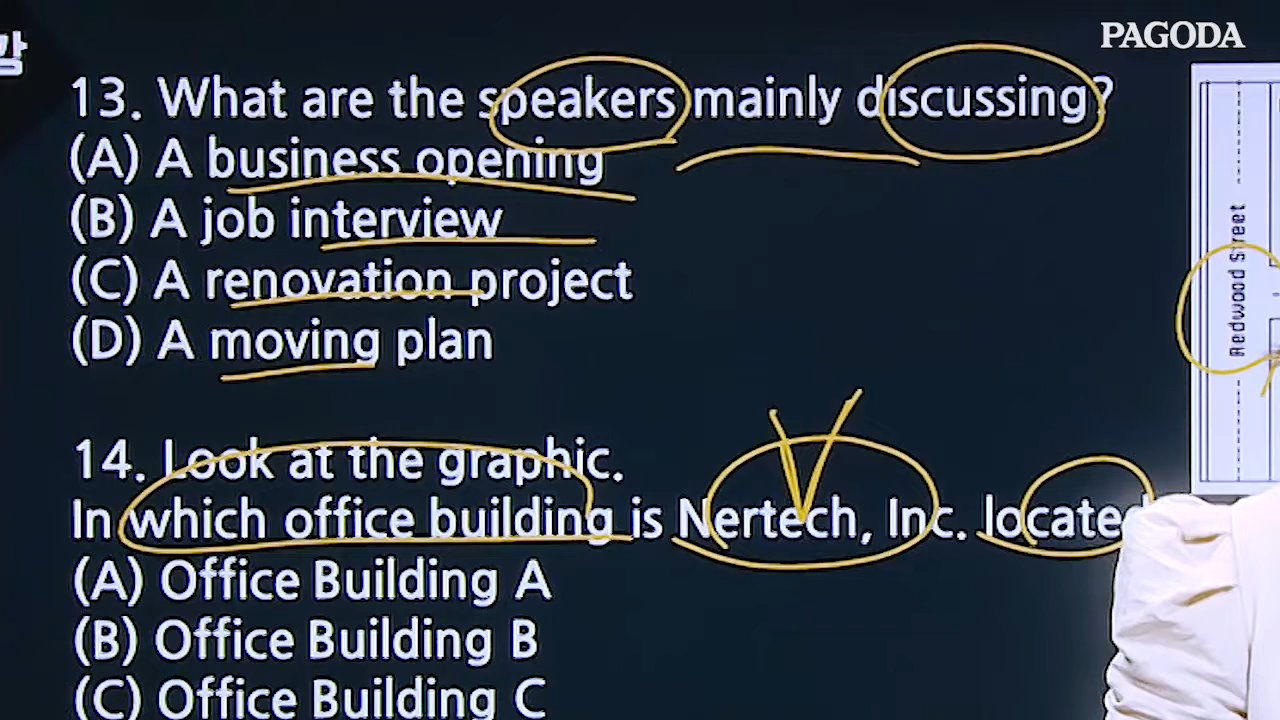 PAGODA
13. What are the speakers mainly discussing?
(A) A business opening
(B) A job interview
(C) A renovation project
(D) A moving plan
14. Look at the graphic.
In which office building is Nertech, Inc. located
(A) Office Building A
(B) Office Building B
(C) Office Building C
Redwood Street